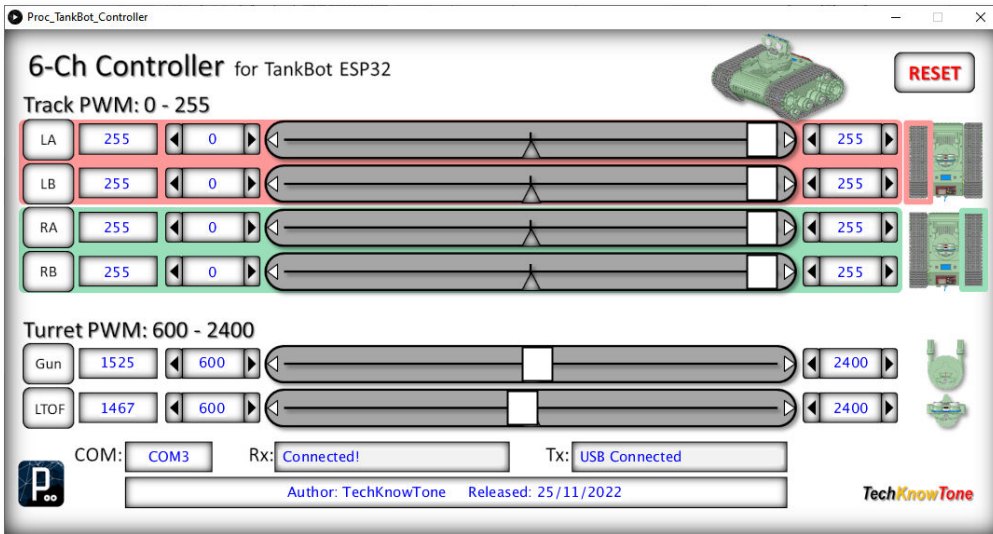 Proc_TankBot_Controller
6-Ch Controller for TankBot ESP32
RESET
Track PWM: 0 - 255
LA 255 0 255
LB 255 0 255
RA 255 0 255
RB 255 0 255
Turret PWM: 600 - 2400
Gun 1525 600 2400
LTOF 1467 600 2400
COM: COM3 Rx: Connected! Tx: USB Connected
P
Author: TechKnowTone Released: 25/11/2022
TechKnowTone